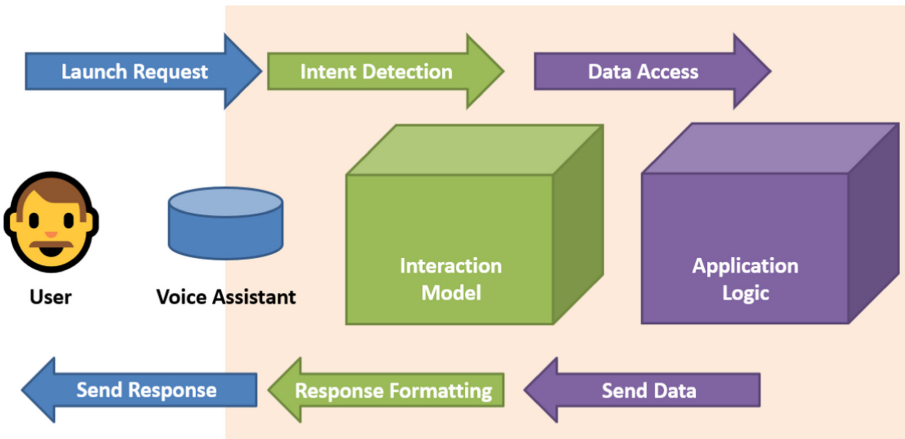 Launch Request
Intent Detection
Data Access
User
Voice Assistant
Interaction
Model
Application
Logic
Send Response
Response Formatting
Send Data